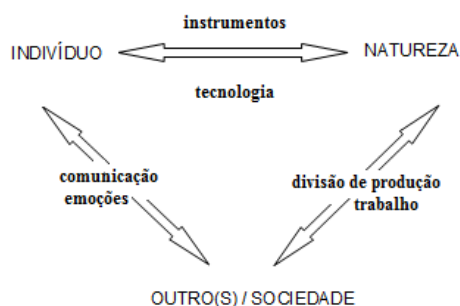 instrumentos
INDIVÍDUO
NATUREZA
tecnologia
comunicação
emoções
divisão de produção
trabalho
OUTRO(S) / SOCIEDADE